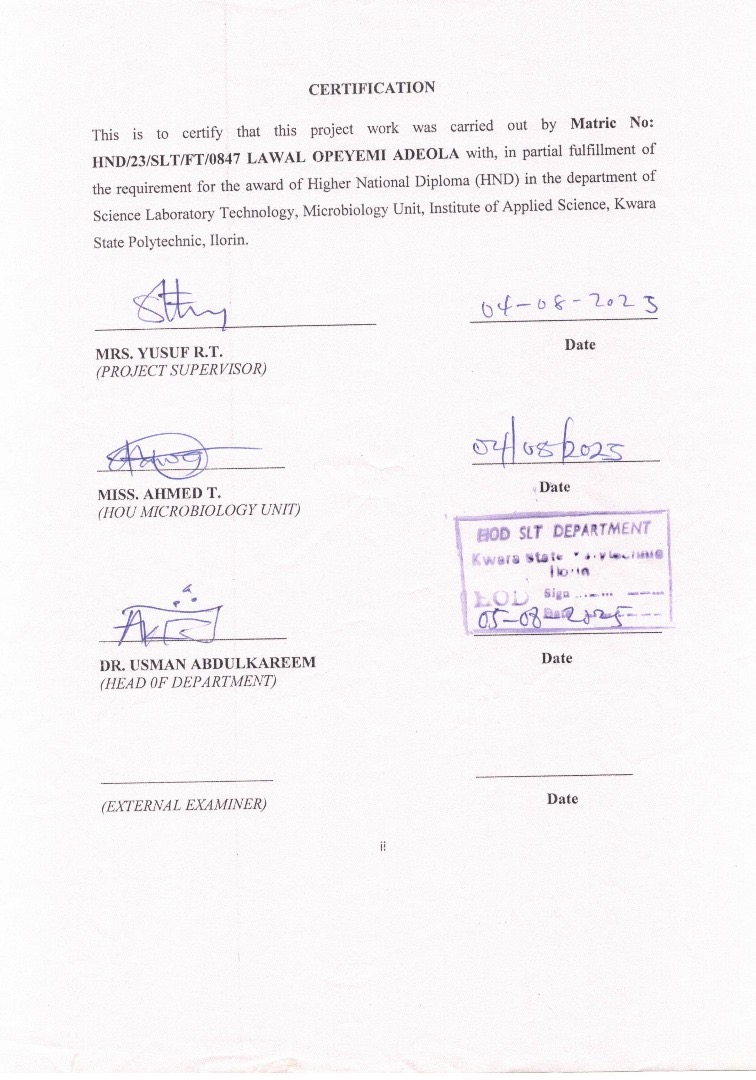 CERTIFICATION
This is to certify that this project work was carried out by Matric No:
HND/23/SLT/FT/0847 LAWAL OPEYEMI ADEOLA with, in partial fulfillment of
the requirement for the award of Higher National Diploma (HND) in the department of
Science Laboratory Technology, Microbiology Unit, Institute of Applied Science, Kwara
State Polytechnic, Ilorin.
04-08-2025
MRS. YUSUF R.T.
Date
(PROJECT SUPERVISOR)
04/08/2025
MISS. AHMED T.
Date
(HOU MICROBIOLOGY UNIT)
HOD SLT DEPARTMENT
Kwara State Polytechnic
Ilorin
HOD Sign
05-08-2025
DR. USMAN ABDULKAREEM
Date
(HEAD OF DEPARTMENT)
(EXTERNAL EXAMINER)
Date
ii